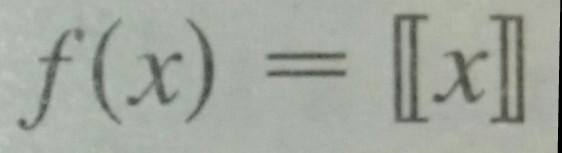 f(x) = ⟦x⟧